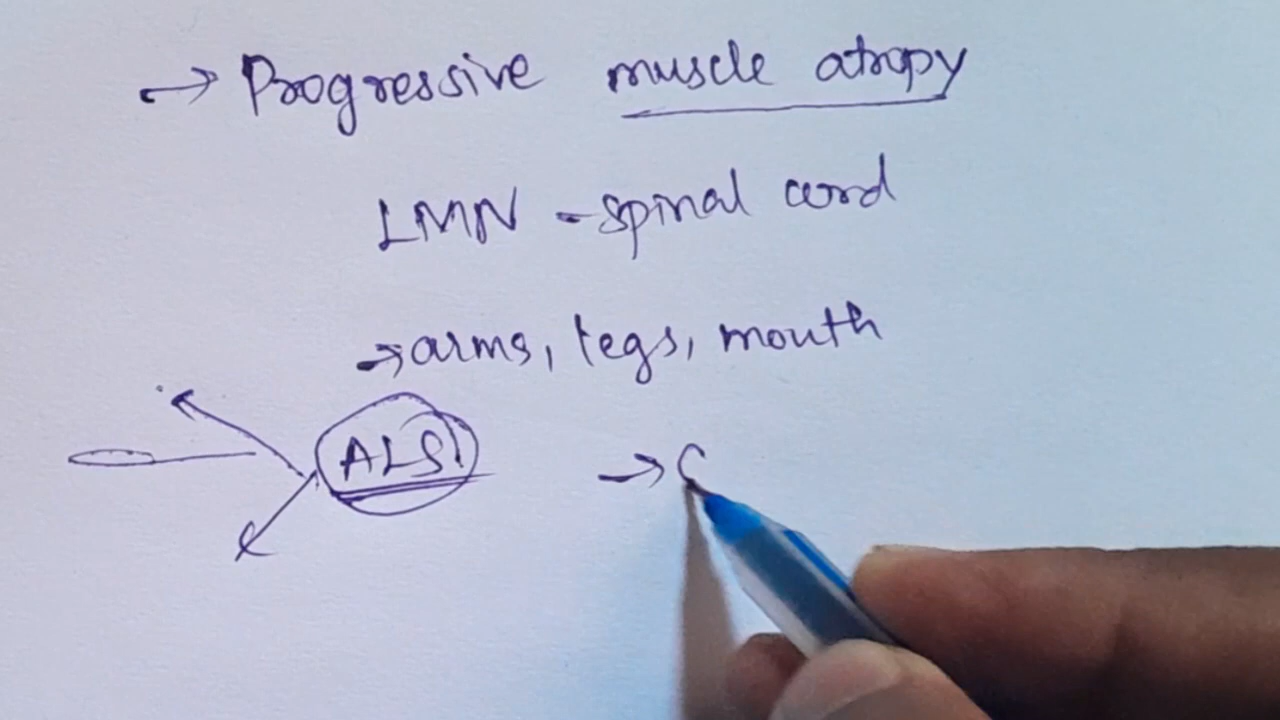 → Progressive muscle atropy
LMN - spinal cord
→ arms, legs, mouth
ALS → C